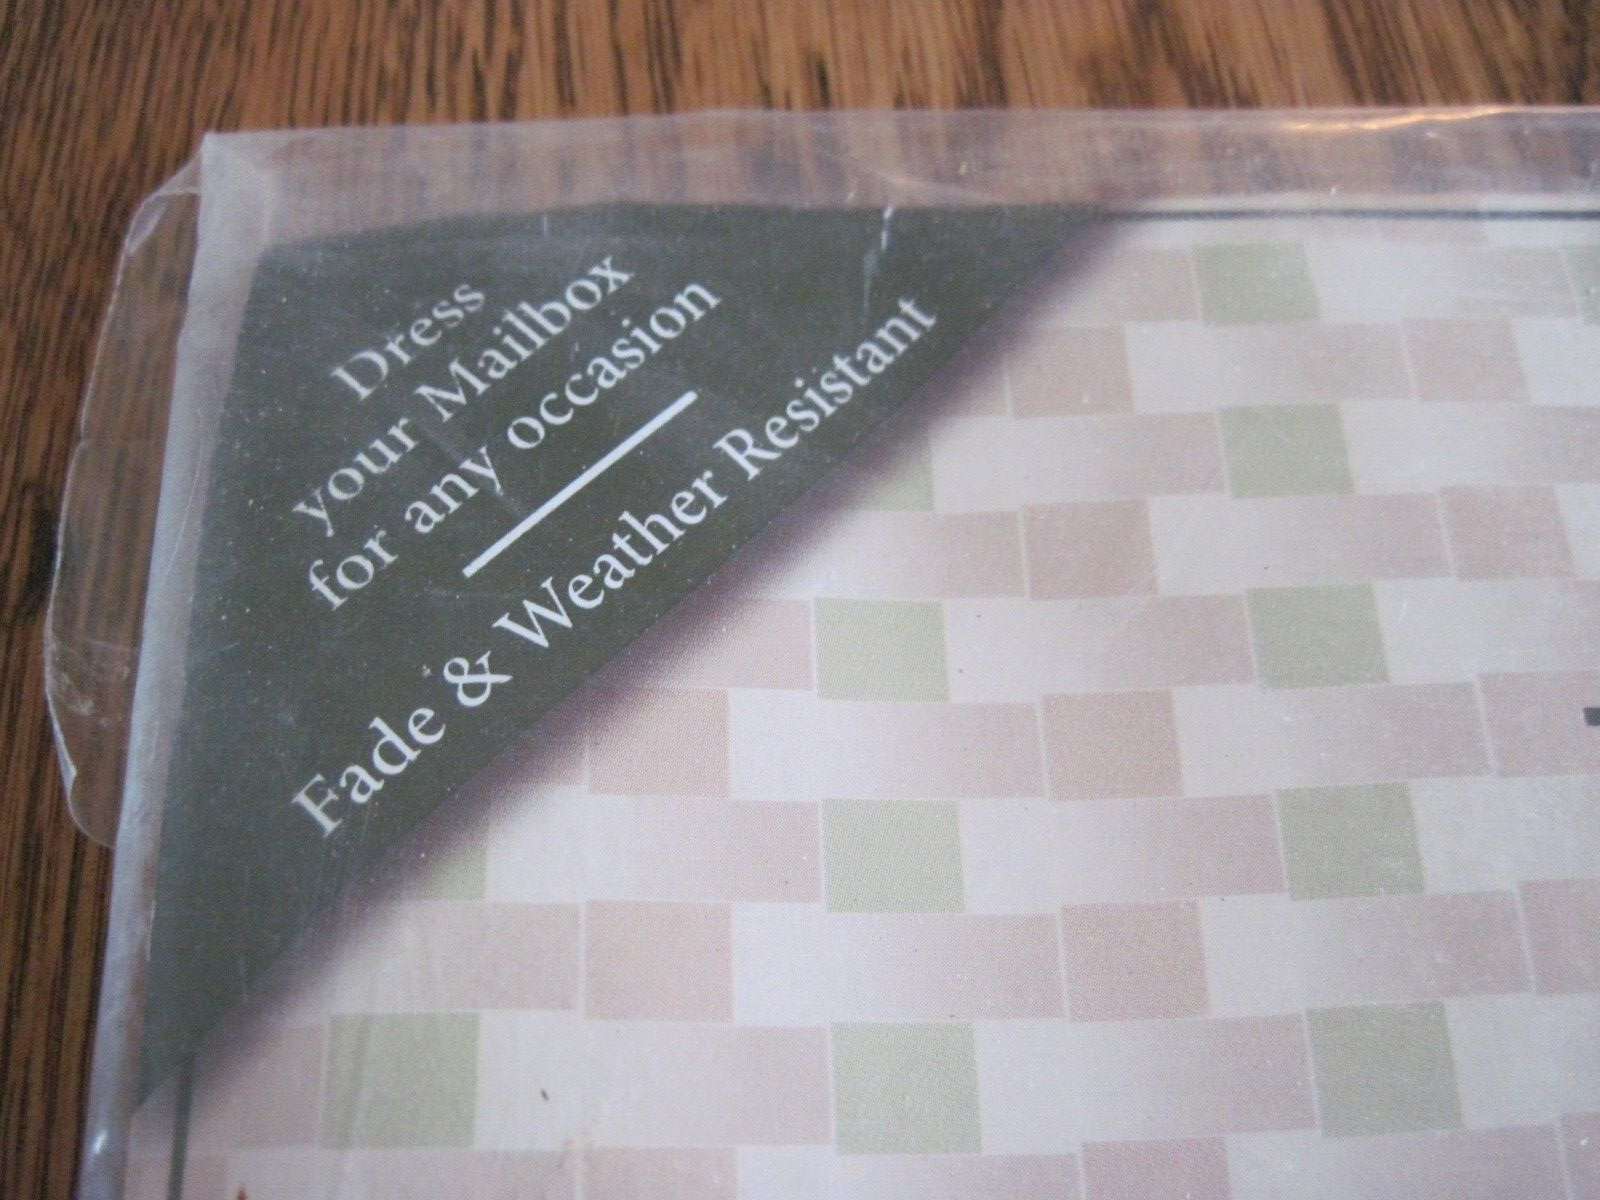 Dress
your Mailbox
for any occasion
Fade & Weather Resistant